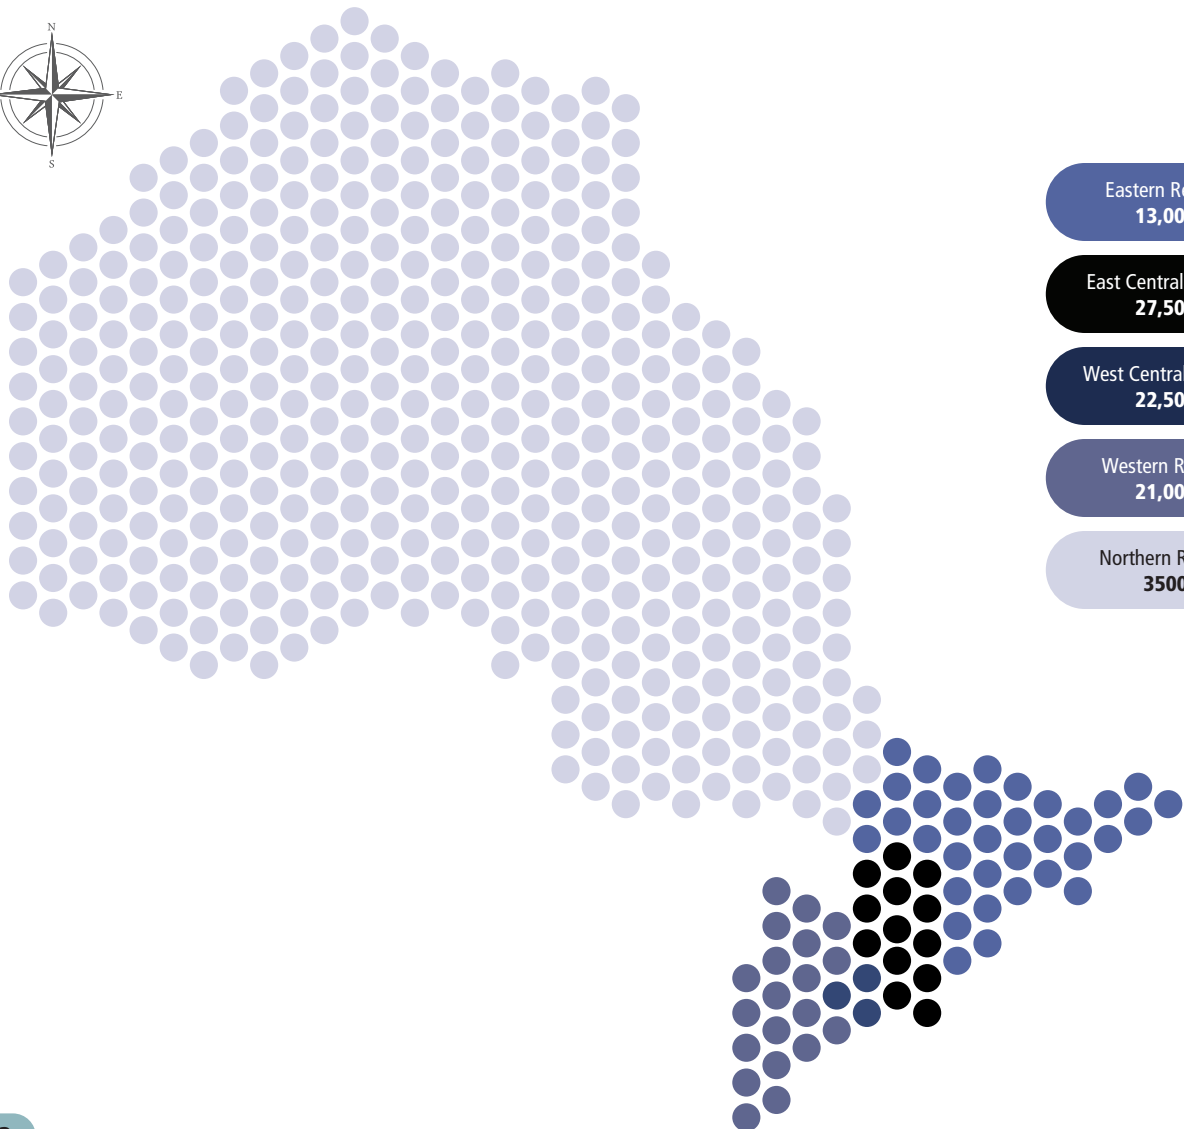 N
E
S
Eastern
13,00
East Central
27,50
West Central
22,50
Western
21,00
Northern
3500